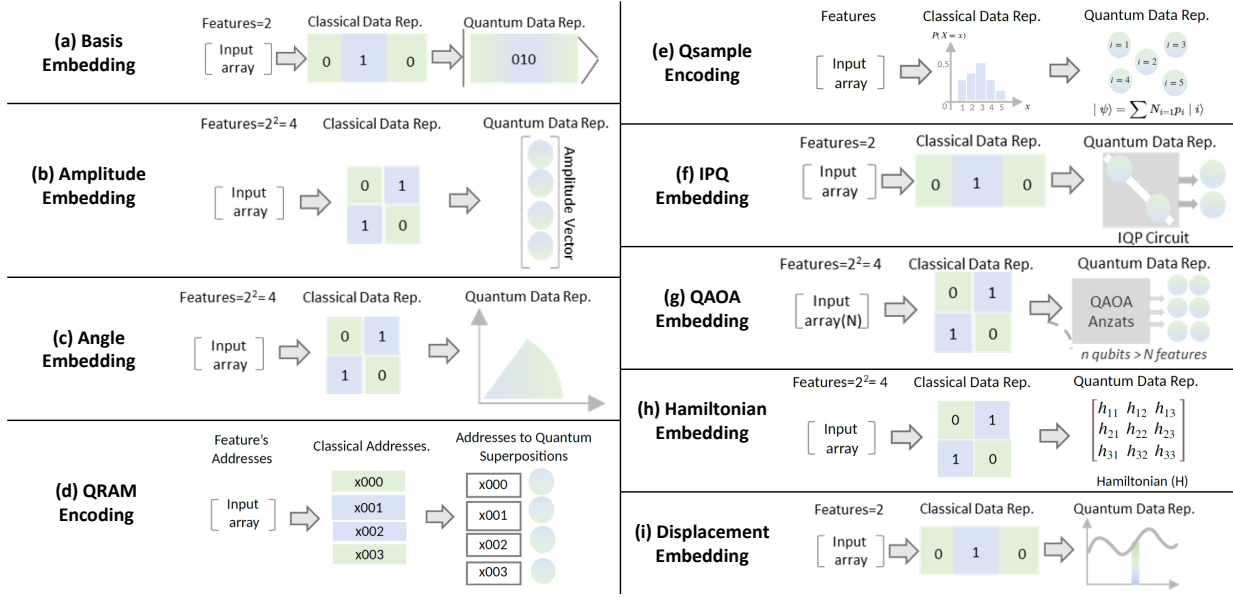 (a) Basis
Embedding
Features=2
Input
array
Classical Data Rep.
0 1 0
Quantum Data Rep.
010
(b) Amplitude
Embedding
Features=2²= 4
Input
array
Classical Data Rep.
0 1
1 0
Quantum Data Rep.
Amplitude Vector
(c) Angle
Embedding
Features=2²= 4
Input
array
Classical Data Rep.
0 1
1 0
Quantum Data Rep.
(d) QRAM
Encoding
Feature's
Addresses
Input
array
Classical Addresses.
x000
x001
x002
x003
Addresses to Quantum
Superpositions
x000
x001
x002
x003
(e) Qsample
Encoding
Features
Input
array
Classical Data Rep.
P(X = x)
0.5
0
1 2 3 4 5
x
Quantum Data Rep.
i = 1
i = 3
i = 2
i = 4
i = 5
| ψ⟩ = ∑ N_{i=1} p_i | i⟩
(f) IPQ
Embedding
Features=2
Input
array
Classical Data Rep.
0 1 0
Quantum Data Rep.
IQP Circuit
(g) QAOA
Embedding
Features=2²= 4
Input
array(N)
Classical Data Rep.
0 1
1 0
Quantum Data Rep.
QAOA
Anzats
n qubits > N features
(h) Hamiltonian
Embedding
Features=2²= 4
Input
array
Classical Data Rep.
0 1
1 0
Quantum Data Rep.
h₁₁ h₁₂ h₁₃
h₂₁ h₂₂ h₂₃
h₃₁ h₃₂ h₃₃
Hamiltonian (H)
(i) Displacement
Embedding
Features=2
Input
array
Classical Data Rep.
0 1 0
Quantum Data Rep.